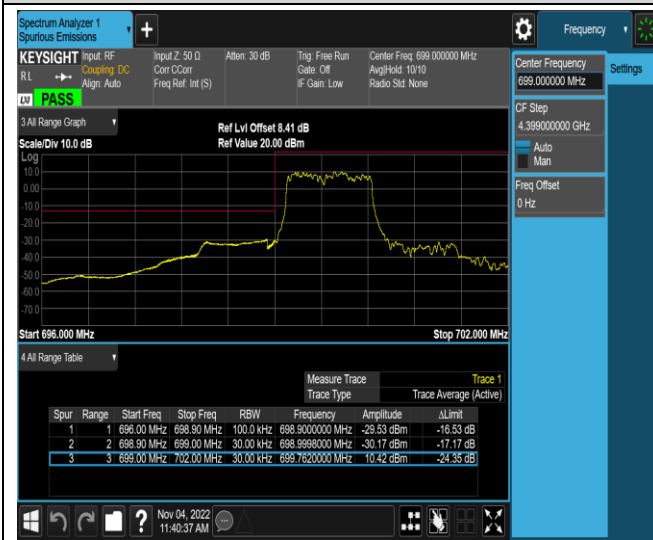 Spectrum Analyzer 1
Spurious Emissions
+
Frequency
KEYSIGHT
RL
LXI
PASS
Input: RF
Coupling: DC
Align: Auto
Input Z: 50 Ω
Corr CCorr
Freq Ref: Int (S)
Atten: 30 dB
Trig: Free Run
Gate: Off
IF Gain: Low
Center Freq: 699.000000 MHz
Avg|Hold: 10/10
Radio Std: None
Center Frequency
699.000000 MHz
Settings
CF Step
4.399000000 GHz
Auto
Man
Freq Offset
0 Hz
3 All Range Graph
Scale/Div 10.0 dB
Ref Lvl Offset 8.41 dB
Ref Value 20.00 dBm
Log
10.0
0.00
-10.0
-20.0
-30.0
-40.0
-50.0
-60.0
-70.0
Start 696.000 MHz
Stop 702.000 MHz
4 All Range Table
Measure Trace Trace 1
Trace Type Trace Average (Active)
Spur Range Start Freq Stop Freq RBW Frequency Amplitude ΔLimit
1 1 696.00 MHz 698.90 MHz 100.0 kHz 698.9000000 MHz -29.53 dBm -16.53 dB
2 2 698.90 MHz 699.00 MHz 30.00 kHz 698.9998000 MHz -30.17 dBm -17.17 dB
3 3 699.00 MHz 702.00 MHz 30.00 kHz 699.7620000 MHz 10.42 dBm -24.35 dB
?
Nov 04, 2022
11:40:37 AM